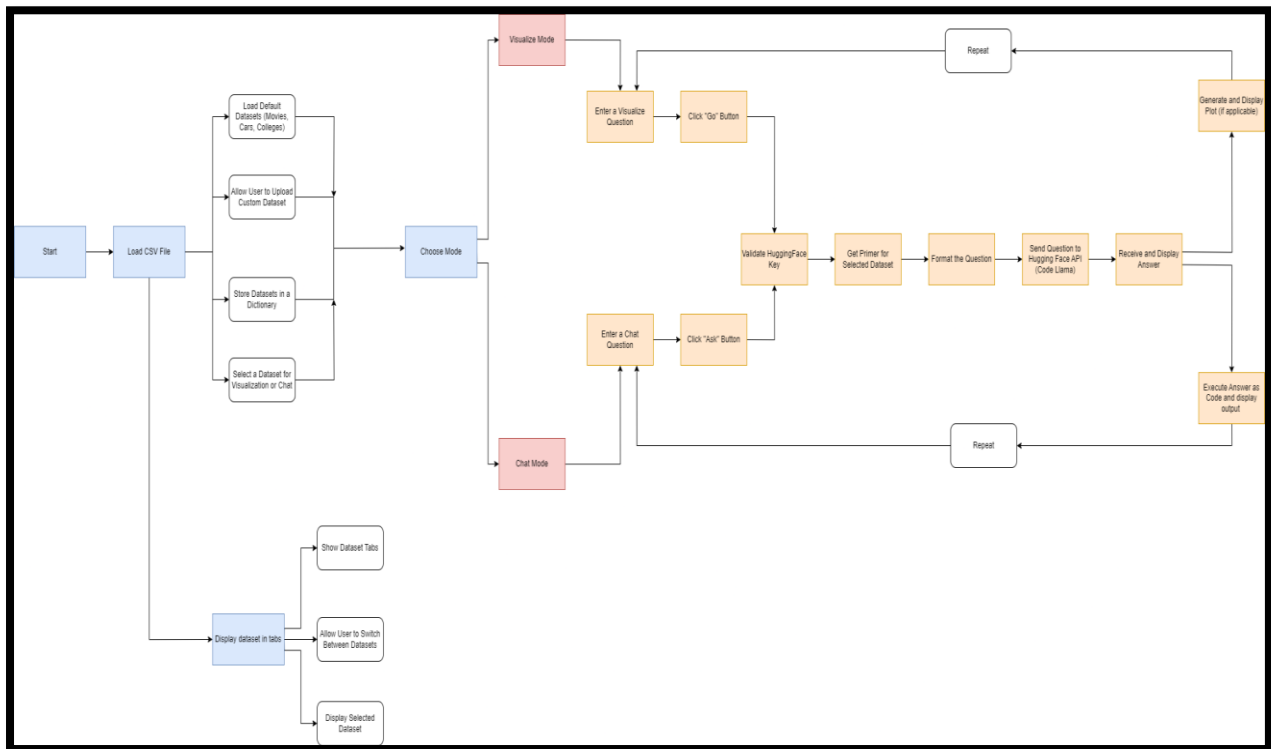 Visualize Mode
Repeat
Load Default
Datasets (Movies,
Cars, Colleges)
Enter a Visualize
Question
Click "Go" Button
Generate and Display
Plot (if applicable)
Allow User to Upload
Custom Dataset
Start
Load CSV File
Choose Mode
Validate HuggingFace
Key
Get Primer for
Selected Dataset
Format the Question
Send Question to
Hugging Face API
(Code Llama)
Receive and Display
Answer
Store Datasets in a
Dictionary
Enter a Chat
Question
Click "Ask" Button
Select a Dataset for
Visualization or Chat
Execute Answer as
Code and display
output
Chat Mode
Repeat
Show Dataset Tabs
Display dataset in tabs
Allow User to Switch
Between Datasets
Display Selected
Dataset